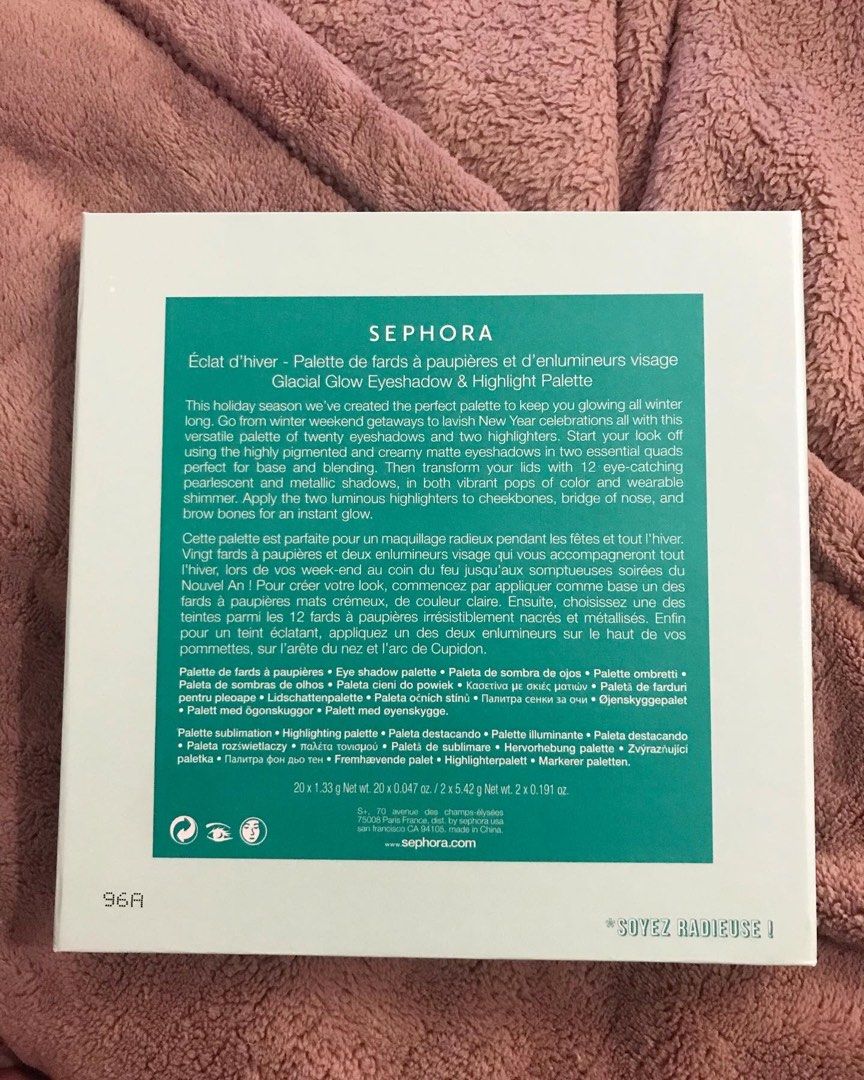 SEPHORA
Éclat d'hiver - Palette de fards à paupières et d'enlumineurs visage
Glacial Glow Eyeshadow & Highlight Palette
This holiday season we've created the perfect palette to keep you glowing all winter
long. Go from winter weekend getaways to lavish New Year celebrations all with this
versatile palette of twenty eyeshadows and two highlighters. Start your look off
using the highly pigmented and creamy matte eyeshadows in two essential quads
perfect for base and blending. Then transform your lids with 12 eye-catching
pearlescent and metallic shadows, in both vibrant pops of color and wearable
shimmer. Apply the two luminous highlighters to cheekbones, bridge of nose, and
brow bones for an instant glow.
Cette palette est parfaite pour un maquillage radieux pendant les fêtes et tout l'hiver.
Vingt fards à paupières et deux enlumineurs visage qui vous accompagneront tout
l'hiver, lors de vos week-end au coin du feu jusqu'aux somptueuses soirées du
Nouvel An ! Pour créer votre look, commencez par appliquer comme base un des
fards à paupières mats crémeux, de couleur claire. Ensuite, choisissez une des
teintes parmi les 12 fards à paupières irrésistiblement nacrés et métallisés. Enfin
pour un teint éclatant, appliquez un des deux enlumineurs sur le haut de vos
pommettes, sur l'arête du nez et l'arc de Cupidon.
Palette de fards à paupières • Eye shadow palette • Paleta de sombra de ojos • Palette ombretti •
Paleta de sombras de olhos • Paleta cieni do powiek • Κασετίνα με σκιές ματιών • Paletă de farduri
pentru pleoape • Lidschattenpalette • Paleta očních stínů • Палитра сенки за очи • Øjenskyggepalet
• Palett med ögonskuggor • Palett med øyenskygge.
Palette sublimation • Highlighting palette • Paleta destacando • Palette illuminante • Paleta destacando
• Paleta rozświetlaczy • παλέτα τονισμού • Paletă de sublimare • Hervorhebung palette • Zvýrazňujíci
paletka • Палитра фон дьо тен • Fremhævende palet • Highlighterpalett • Markerer paletten.
20 x 1.33 g Net wt. 20 x 0.047 oz. / 2 x 5.42 g Net wt. 2 x 0.191 oz.
S+, 70 avenue des champs-élysées
75008 Paris France, dist. by sephora usa
san francisco CA 94105. made in China.
www.sephora.com
96A
*SOYEZ RADIEUSE !